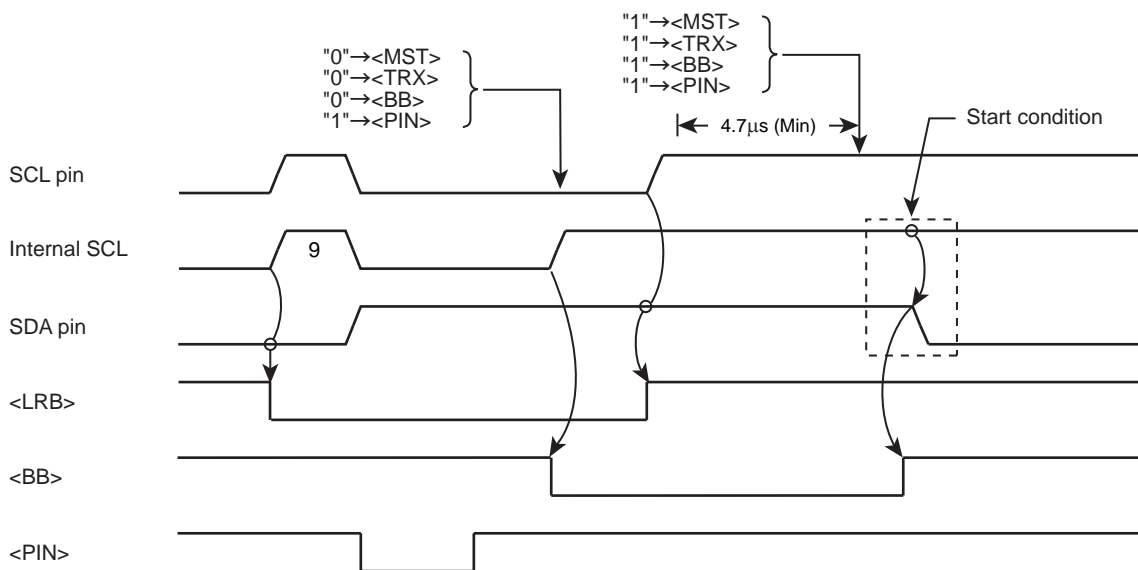 "0"→<MST>
"0"→<TRX>
"0"→<BB>
"1"→<PIN>
"1"→<MST>
"1"→<TRX>
"1"→<BB>
"1"→<PIN>
4.7μs (Min)
Start condition
SCL pin
Internal SCL
9
SDA pin
<LRB>
<BB>
<PIN>